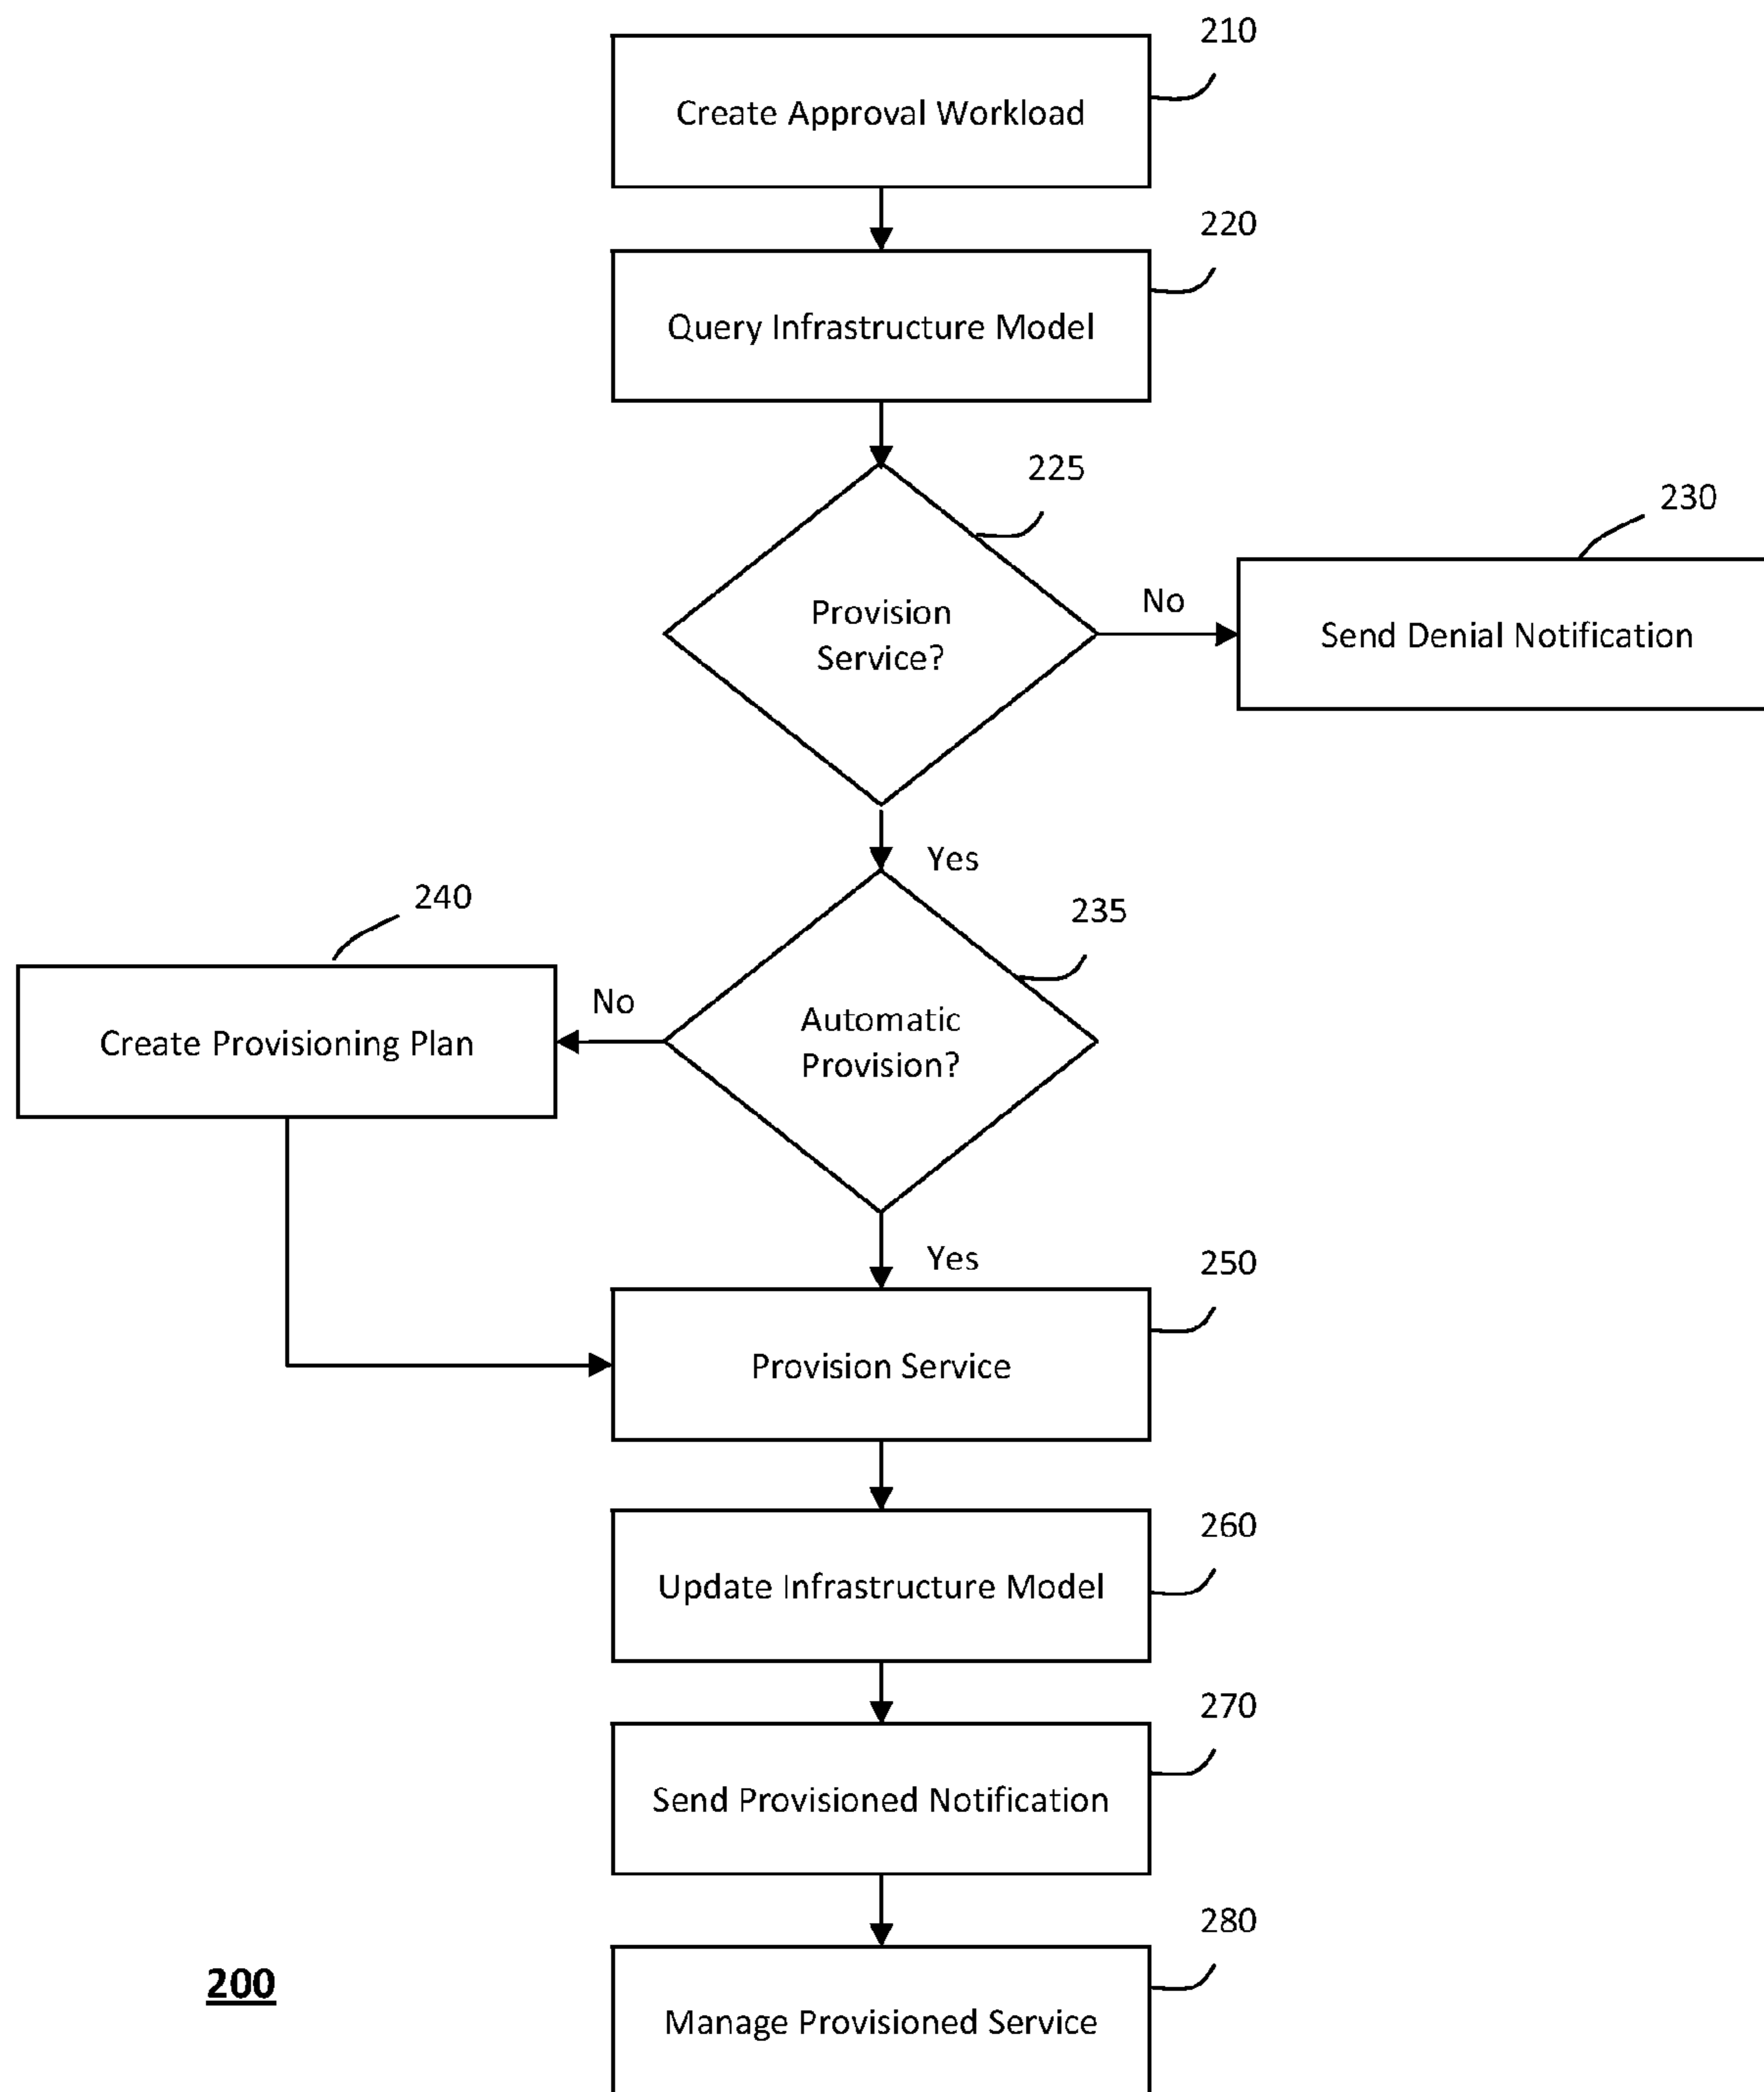 210
Create Approval Workload
220
Query Infrastructure Model
225
230
Provision
Service?
No
Send Denial Notification
Yes
240
235
No
Create Provisioning Plan
Automatic
Provision?
Yes
250
Provision Service
260
Update Infrastructure Model
270
Send Provisioned Notification
280
200
Manage Provisioned Service